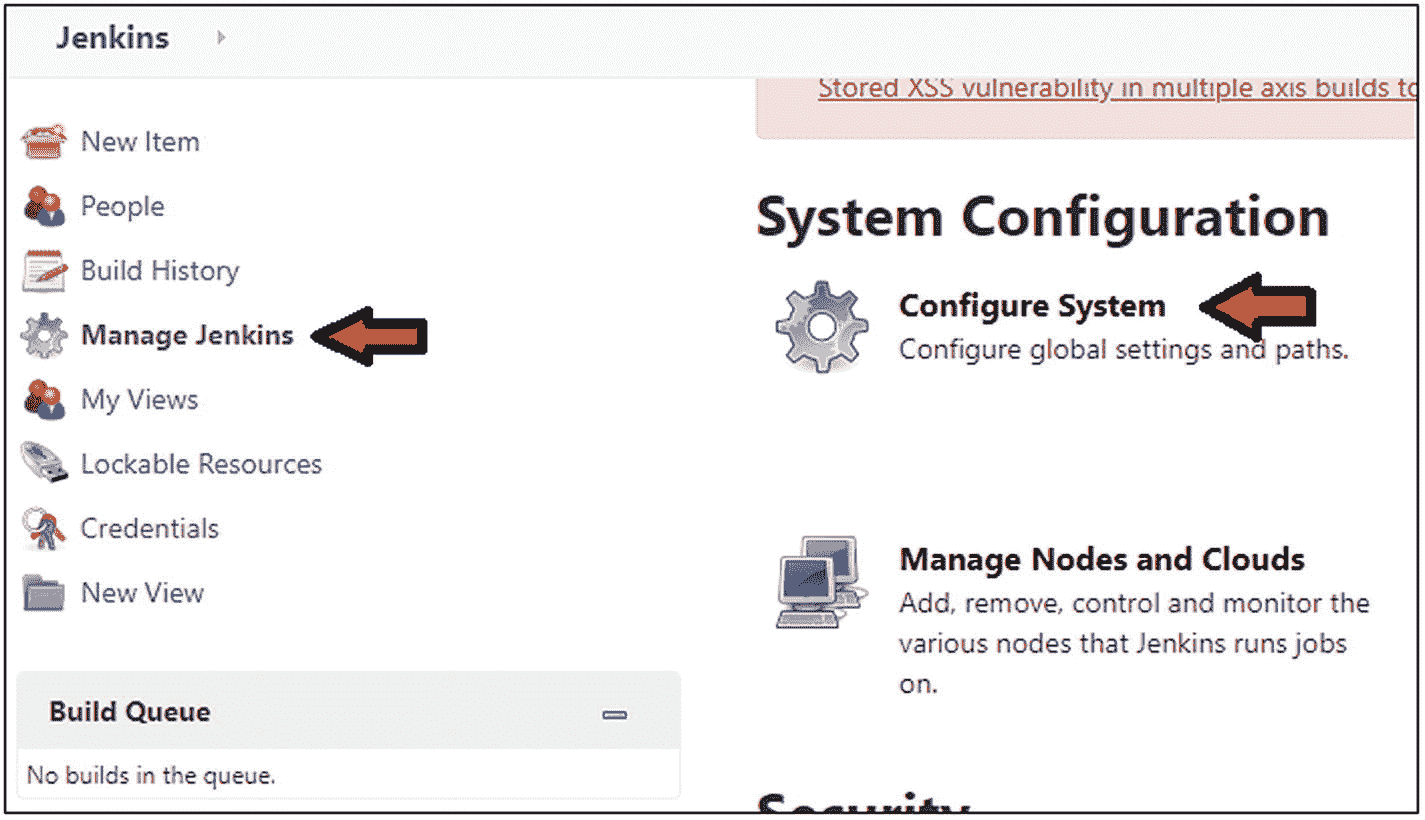 Jenkins
Stored XSS vulnerability in multiple axis builds to
New Item
People
Build History
Manage Jenkins
My Views
Lockable Resources
Credentials
New View
Build Queue
No builds in the queue.
System Configuration
Configure System
Configure global settings and paths.
Manage Nodes and Clouds
Add, remove, control and monitor the
various nodes that Jenkins runs jobs
on.
Security